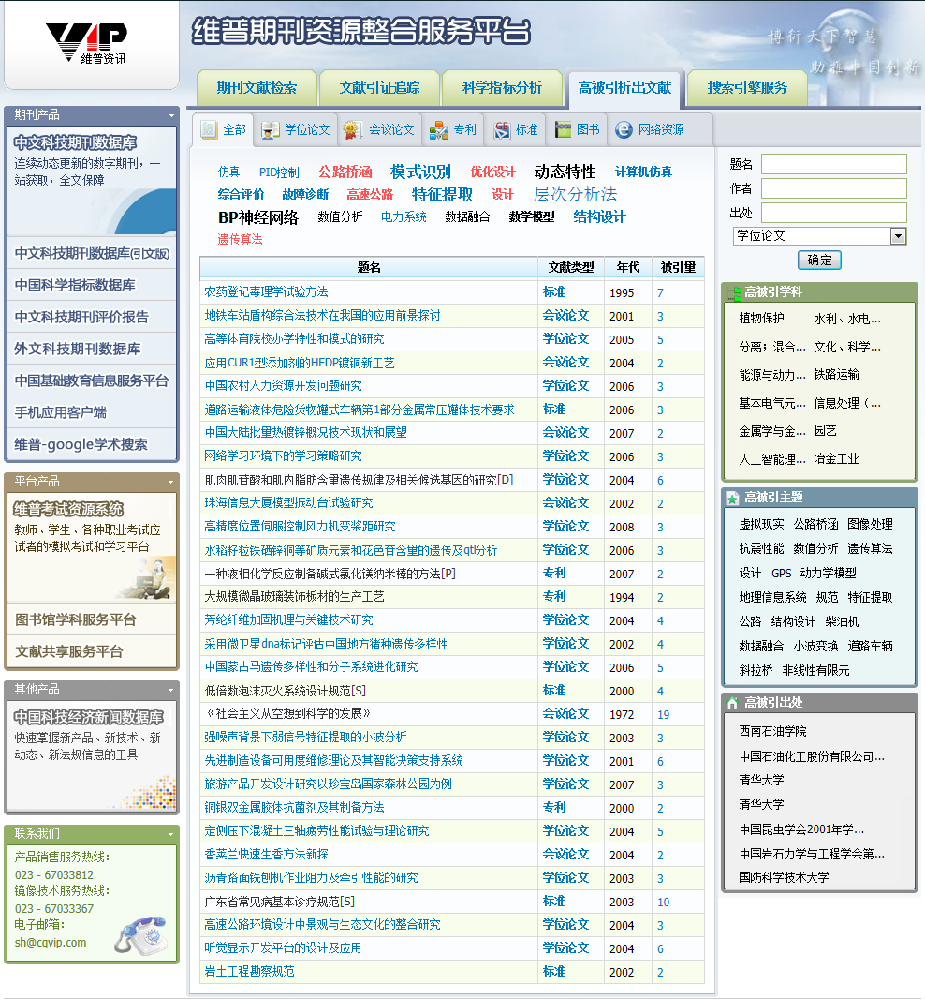 VIP
维普资讯
维普期刊资源整合服务平台
博衍天下智慧
助推中国创新
期刊文献检索 文献引证追踪 科学指标分析 高被引析出文献 搜索引擎服务
全部 学位论文 会议论文 专利 标准 图书 网络资源
期刊产品
中文科技期刊数据库
连续动态更新的数字期刊，一
站获取，全文保障
中文科技期刊数据库(引文版)
中国科学指标数据库
中文科技期刊评价报告
外文科技期刊数据库
中国基础教育信息服务平台
手机应用客户端
维普-google学术搜索
平台产品
维普考试资源系统
教师、学生、各种职业考试应
试者的模拟考试和学习平台
图书馆学科服务平台
文献共享服务平台
其他产品
中国科技经济新闻数据库
快速掌握新产品、新技术、新
动态、新法规信息的工具
联系我们
产品销售服务热线：
023 - 67033812
镜像技术服务热线：
023 - 67033367
电子邮箱：
sh@cqvip.com
仿真 PID控制 公路桥涵 模式识别 优化设计 动态特性 计算机仿真
综合评价 故障诊断 高速公路 特征提取 设计 层次分析法
BP神经网络 数值分析 电力系统 数据融合 数学模型 结构设计
遗传算法
题名 文献类型 年代 被引量
农药登记毒理学试验方法 标准 1995 7
地铁车站盾构综合法技术在我国的应用前景探讨 会议论文 2001 3
高等体育院校办学特性和模式的研究 学位论文 2005 5
应用CUR1型添加剂的HEDP镀铜新工艺 会议论文 2004 2
中国农村人力资源开发问题研究 学位论文 2006 3
道路运输液体危险货物罐式车辆第1部分金属常压罐体技术要求 标准 2006 3
中国大陆批量热镀锌概况技术现状和展望 会议论文 2007 2
网络学习环境下的学习策略研究 学位论文 2006 3
肌肉肌苷酸和肌内脂肪含量遗传规律及相关候选基因的研究[D] 学位论文 2004 6
珠海信息大厦模型振动台试验研究 会议论文 2002 2
高精度位置伺服控制风力机变桨距研究 学位论文 2008 3
水稻籽粒铁硒锌铜等矿质元素和花色苷含量的遗传及qtl分析 学位论文 2006 3
一种液相化学反应制备碱式氯化镁纳米棒的方法[P] 专利 2007 2
大规模微晶玻璃装饰板材的生产工艺 专利 1994 2
芳纶纤维加固机理与关键技术研究 学位论文 2004 4
采用微卫星dna标记评估中国地方猪种遗传多样性 学位论文 2002 4
中国蒙古马遗传多样性和分子系统进化研究 学位论文 2006 5
低倍数泡沫灭火系统设计规范[S] 标准 2000 4
《社会主义从空想到科学的发展》 会议论文 1972 19
强噪声背景下弱信号特征提取的小波分析 学位论文 2003 3
先进制造设备可用度维修理论及其智能决策支持系统 学位论文 2001 6
旅游产品开发设计研究以珍宝岛国家森林公园为例 学位论文 2007 3
铜银双金属胶体抗菌剂及其制备方法 专利 2000 2
定侧压下混凝土三轴疲劳性能试验与理论研究 学位论文 2004 5
香荚兰快速生香方法新探 会议论文 2004 2
沥青路面铣刨机作业阻力及牵引性能的研究 学位论文 2003 3
广东省常见病基本诊疗规范[S] 标准 2003 10
高速公路环境设计中景观与生态文化的整合研究 学位论文 2004 3
听觉显示开发平台的设计及应用 学位论文 2004 6
岩土工程勘察规范 标准 2002 2
题名
作者
出处
学位论文
确定
高被引学科
植物保护 水利、水电...
分离；混合... 文化、科学...
能源与动力... 铁路运输
基本电气元... 信息处理（...
金属学与金... 园艺
人工智能理... 冶金工业
高被引主题
虚拟现实 公路桥涵 图像处理
抗震性能 数值分析 遗传算法
设计 GPS 动力学模型
地理信息系统 规范 特征提取
公路 结构设计 柴油机
数据融合 小波变换 道路车辆
斜拉桥 非线性有限元
高被引出处
西南石油学院
中国石油化工股份有限公司...
清华大学
清华大学
中国昆虫学会2001年学...
中国岩石力学与工程学会第...
国防科学技术大学